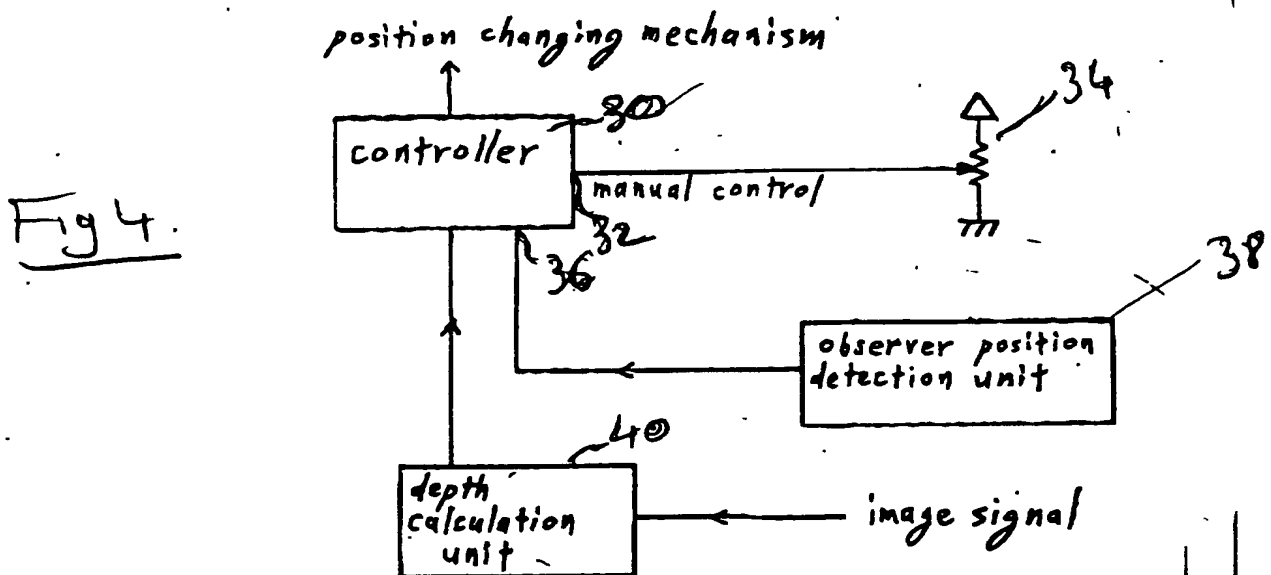 position changing mechanism
30
34
controller
manual control
32
Fig 4.
36
38
observer position
detection unit
40
depth
calculation
unit
image signal